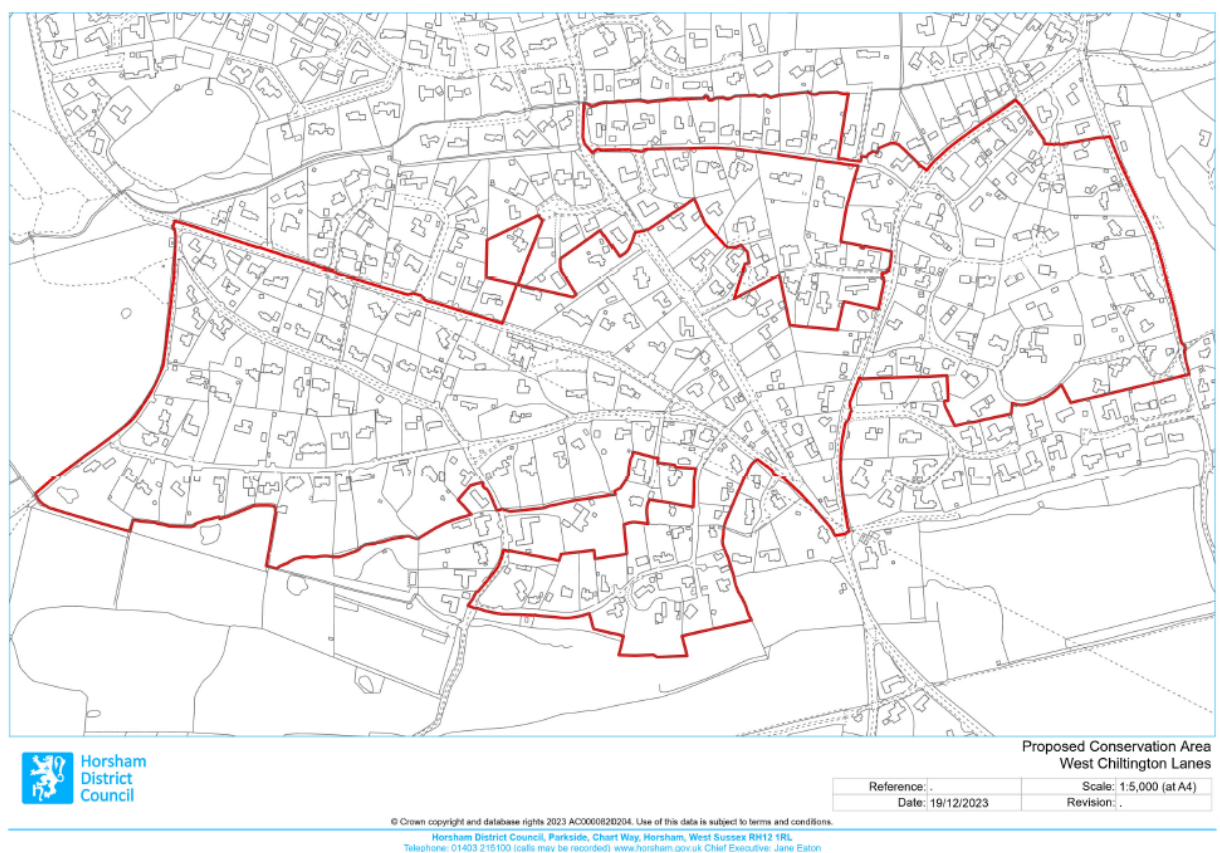 Proposed Conservation Area
West Chiltington Lanes
Horsham
District
Council
Reference: .
Scale: 1:5,000 (at A4)
Date: 19/12/2023
Revision: .
© Crown copyright and database rights 2023 AC0000820204. Use of this data is subject to terms and conditions.
Horsham District Council, Parkside, Chart Way, Horsham, West Sussex RH12 1RL
Telephone: 01403 215100 (calls may be recorded) www.horsham.gov.uk Chief Executive: Jane Eaton